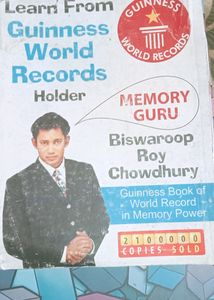 Learn From
Guinness
World
Records
Holder
GUINNESS
WORLD RECORDS
MEMORY
GURU
Biswaroop
Roy
Chowdhury
Guinness Book of
World Record
in Memory Power
2100000
COPIES SOLD